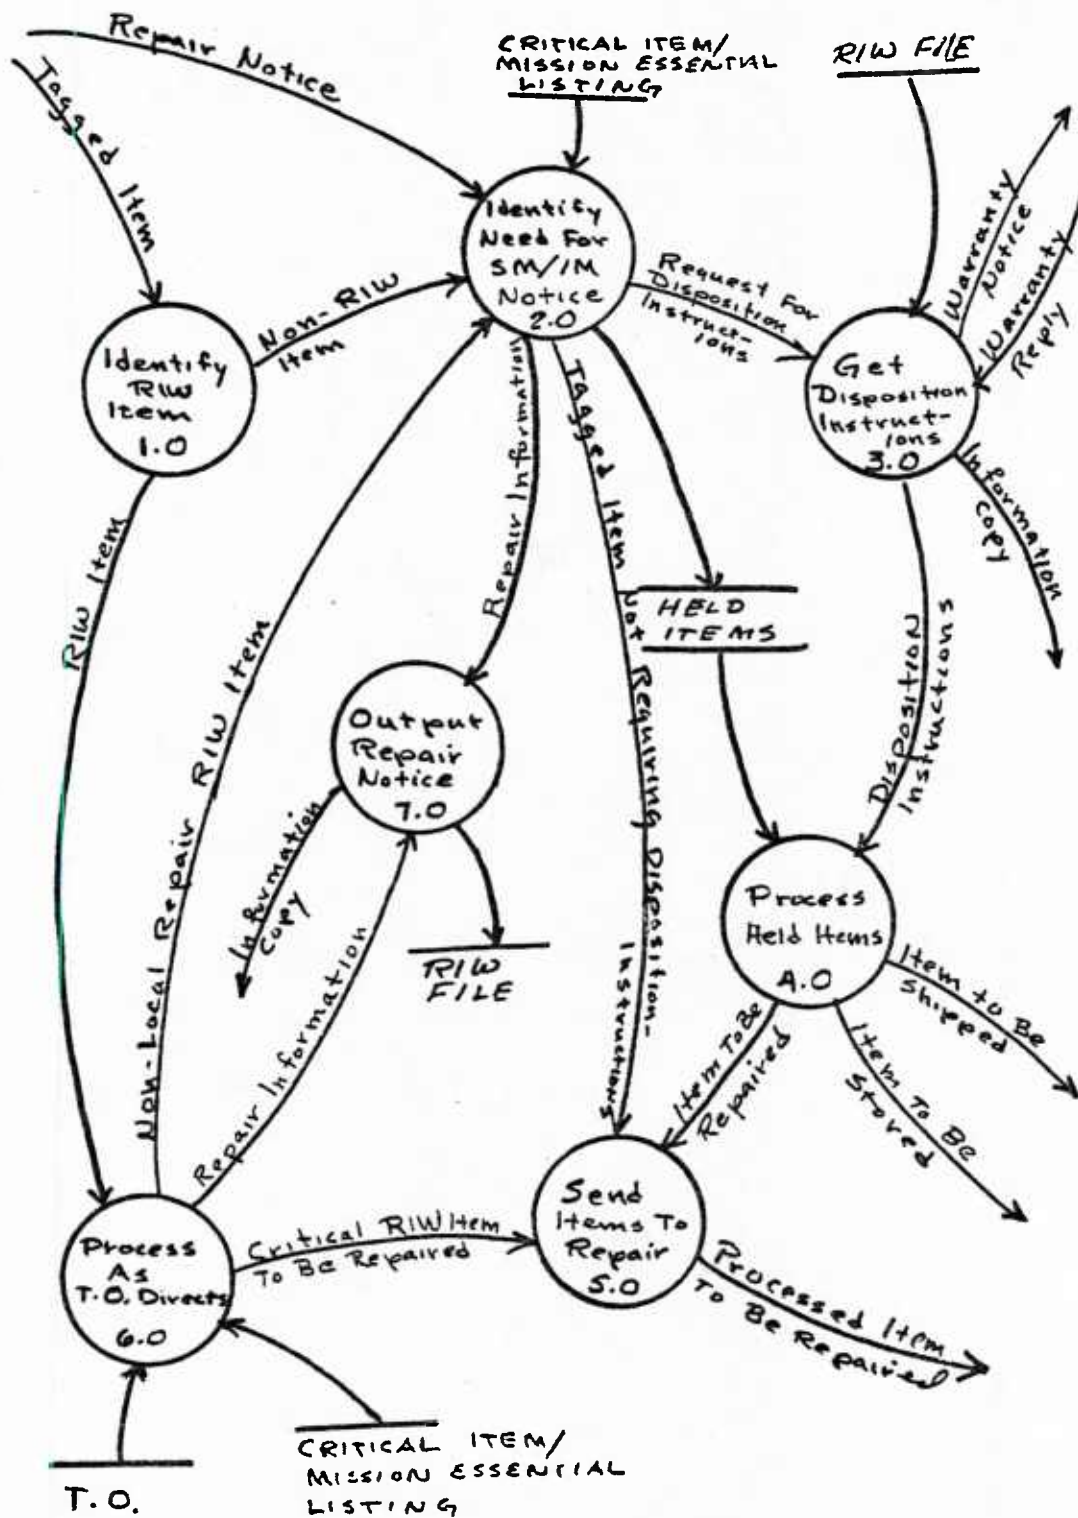 Repair Notice
Tagged Item
CRITICAL ITEM/
MISSION ESSENTIAL
LISTING
RIW FILE
Identify
Need For
SM/IM
Notice
2.0
Warranty
Notice
Warranty
Reply
Request For
Disposition
Instruct-
ions
Non-RIW
Item
Identify
RIW
Item
1.0
Get
Disposition
Instruct-
ions
3.0
Information
Copy
Repair Information
Tagged Item Not Requiring Disposition-
Instructions
RIW Item
Non-Local Repair RIW Item
HELD
ITEMS
Disposition
Instructions
Output
Repair
Notice
7.0
Information
Copy
RIW
FILE
Repair Information
Process
Held Items
4.0
Item to Be
Shipped
Item To Be
Stored
Item To Be
Repaired
Process
As
T.O. Directs
6.0
Critical RIW Item
To Be Repaired
Send
Items To
Repair
5.0
Processed Item
To Be Repaired
T.O.
CRITICAL ITEM/
MISSION ESSENTIAL
LISTING